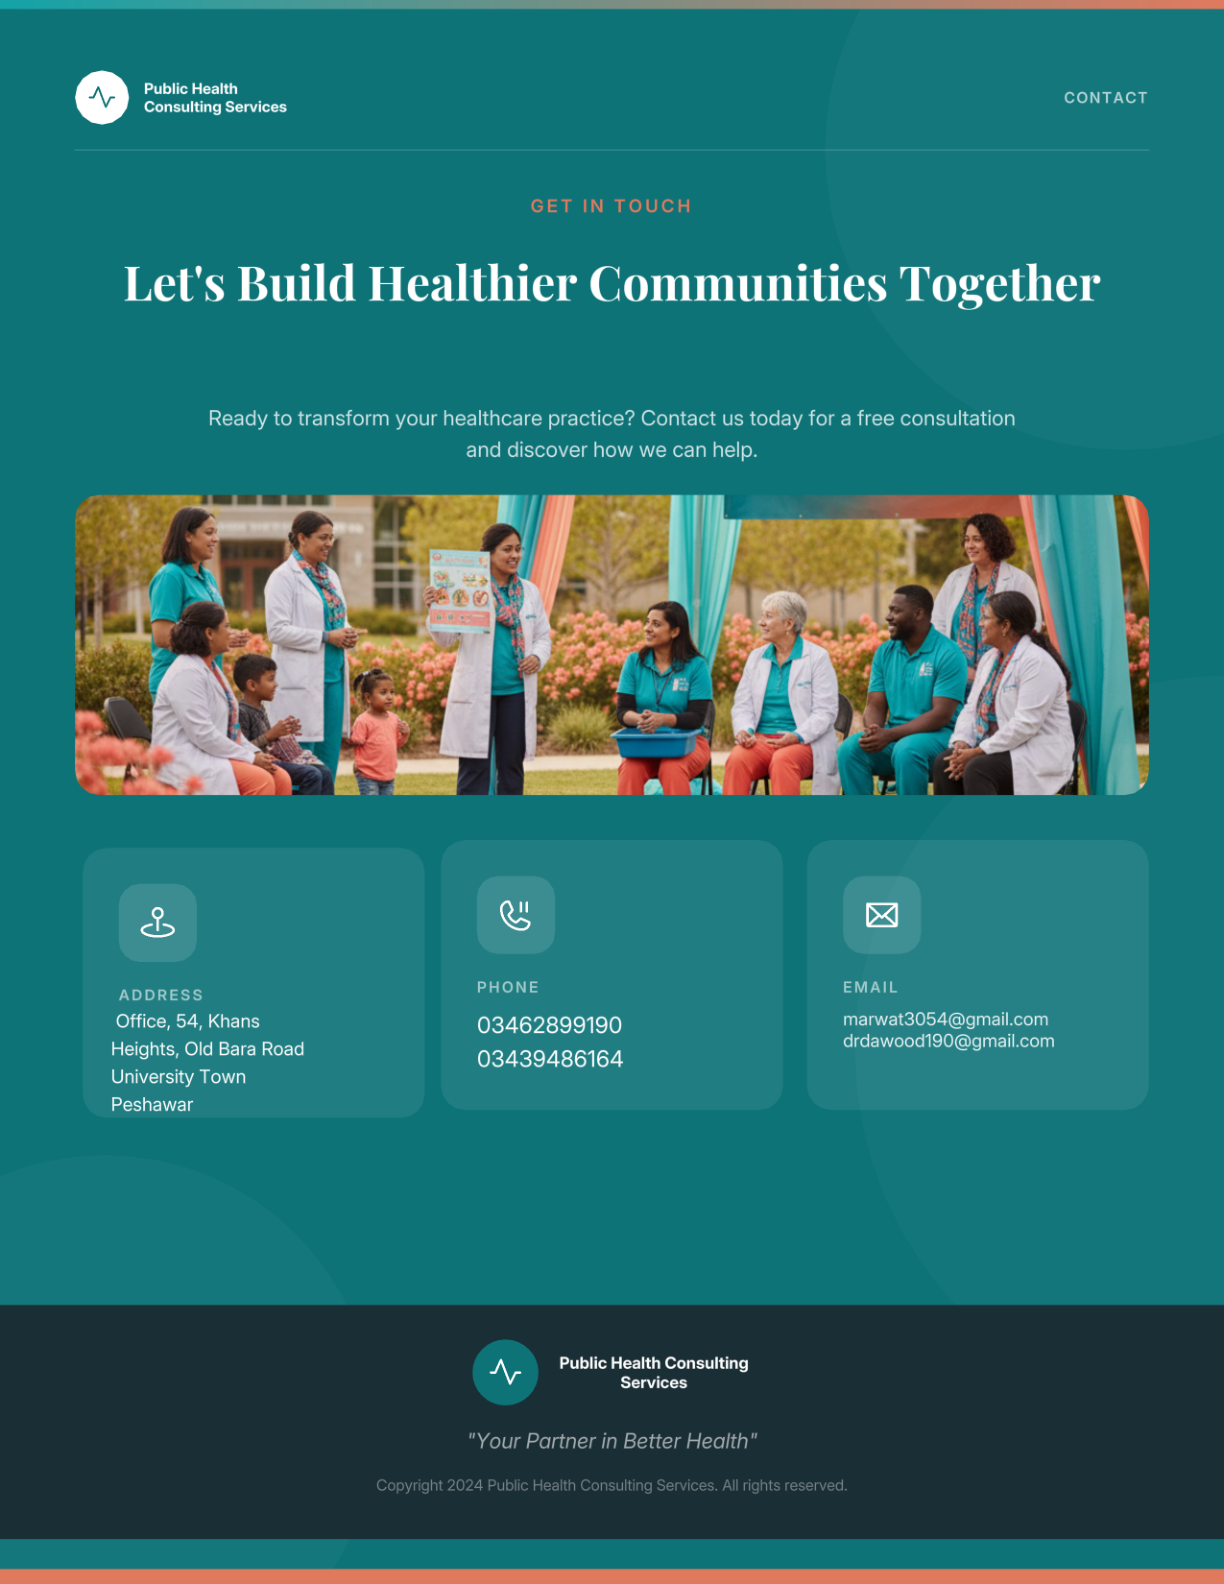 Public Health
Consulting Services
CONTACT
GET IN TOUCH
Let's Build Healthier Communities Together
Ready to transform your healthcare practice? Contact us today for a free consultation
and discover how we can help.
ADDRESS
Office, 54, Khans
Heights, Old Bara Road
University Town
Peshawar
PHONE
03462899190
03439486164
EMAIL
marwat3054@gmail.com
drdawood190@gmail.com
Public Health Consulting
Services
"Your Partner in Better Health"
Copyright 2024 Public Health Consulting Services. All rights reserved.